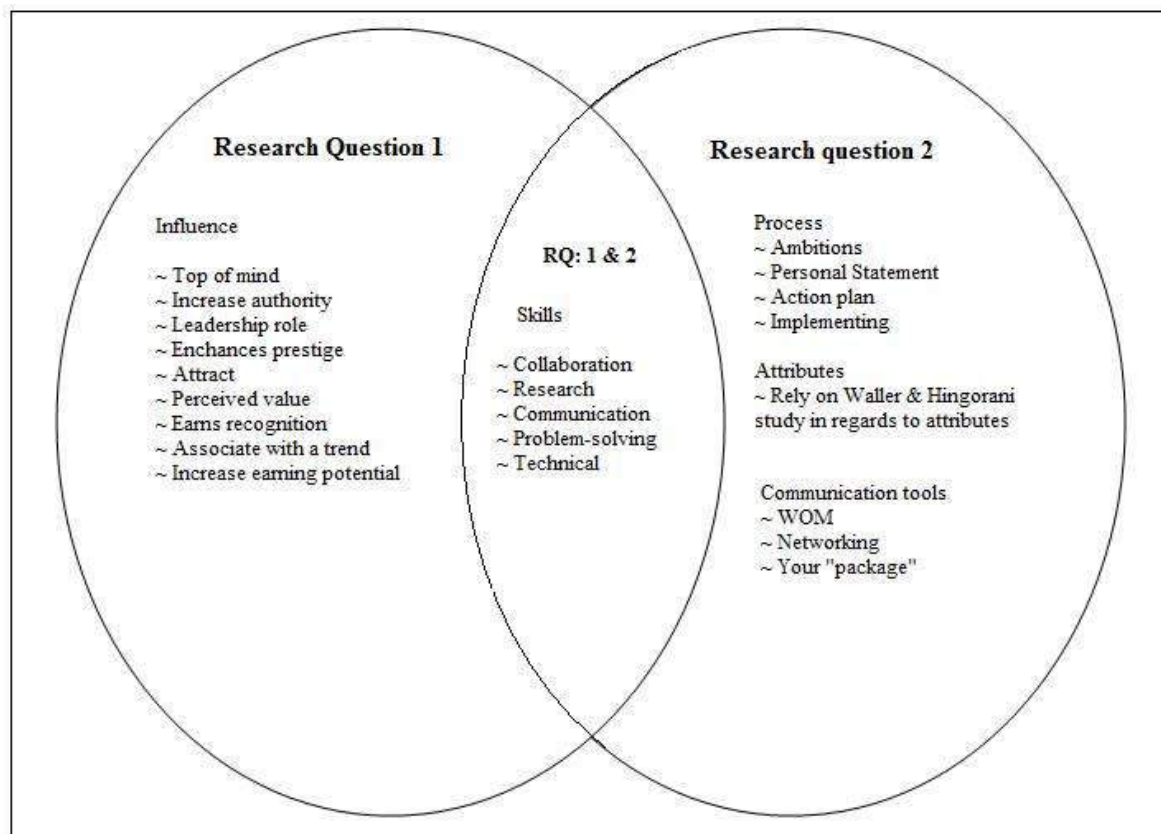 Research Question 1
Influence
~ Top of mind
~ Increase authority
~ Leadership role
~ Enchances prestige
~ Attract
~ Perceived value
~ Earns recognition
~ Associate with a trend
~ Increase earning potential
RQ: 1 & 2
Skills
~ Collaboration
~ Research
~ Communication
~ Problem-solving
~ Technical
Research question 2
Process
~ Ambitions
~ Personal Statement
~ Action plan
~ Implementing
Attributes
~ Rely on Waller & Hingorani
study in regards to attributes
Communication tools
~ WOM
~ Networking
~ Your "package"